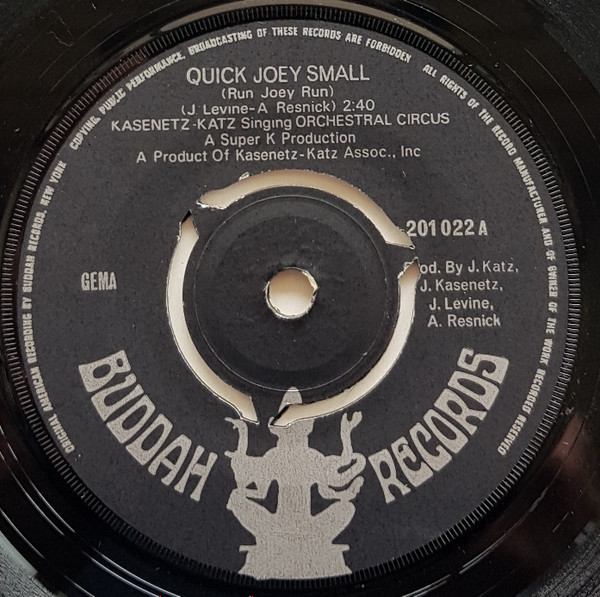 COPYING, PUBLIC PERFORMANCE, BROADCASTING OF THESE RECORDS ARE FORBIDDEN
ALL RIGHTS OF THE RECORD MANUFACTURER AND OF OWNER OF THE WORK RECORDED RESERVED
QUICK JOEY SMALL
(Run Joey Run)
(J. Levine-A Resnick) 2:40
KASENETZ-KATZ Singing ORCHESTRAL CIRCUS
A Super K Production
A Product Of Kasenetz-Katz Assoc., Inc
201 022 A
GEMA
By J. Katz,
J. Kasenetz,
J. Levine,
A. Resnick
BUDDAH RECORDS
ORIGINAL AMERICAN RECORDING BY BUDDAH RECORDS, NEW YORK